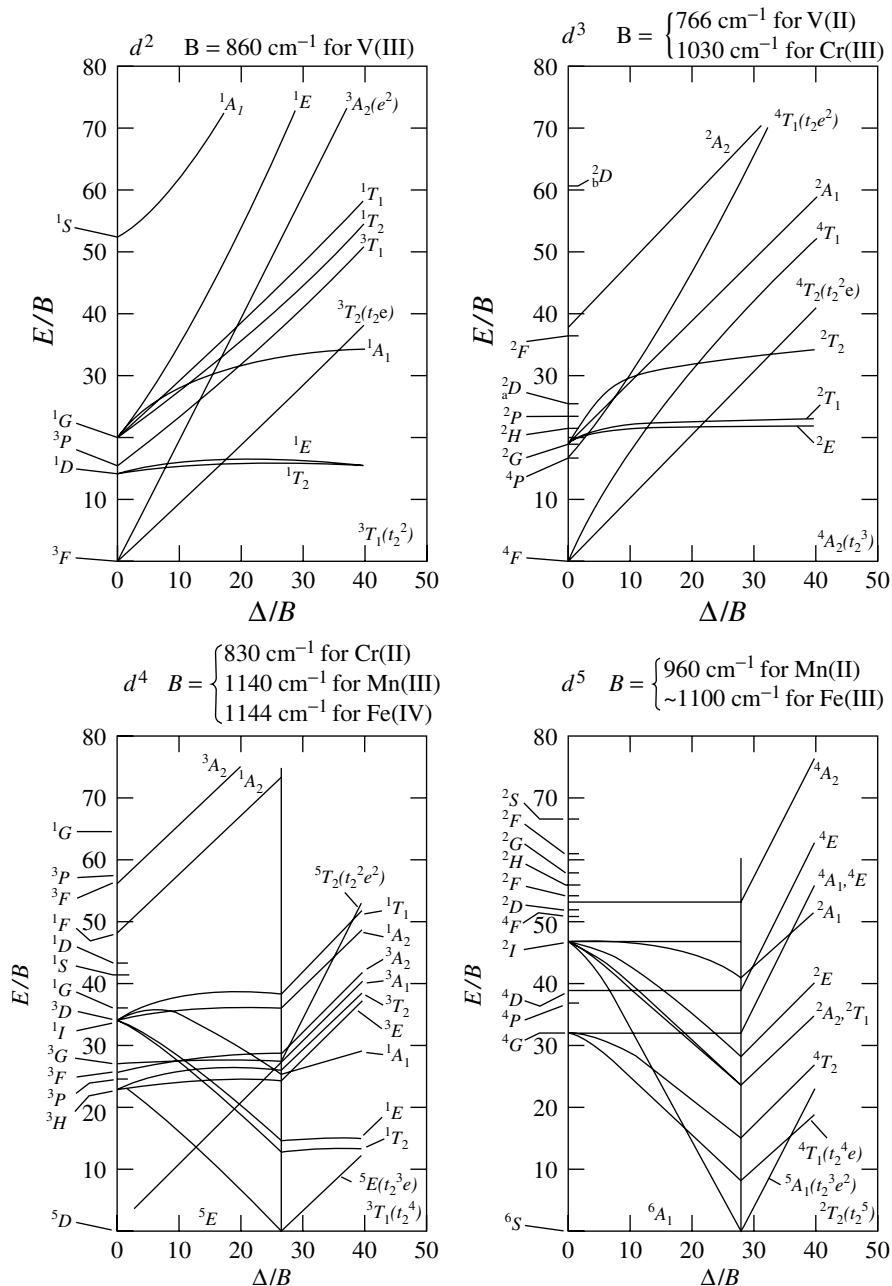 d² B = 860 cm⁻¹ for V(III)
80
70
60
50
40
30
20
10
E/B
¹A₁
¹E
³A₂(e²)
¹S
¹T₁
¹T₂
³T₁
³T₂(t₂e)
¹A₁
¹G
³P
¹D
¹E
¹T₂
³F
³T₁(t₂²)
0 10 20 30 40 50
Δ/B
d³ B = { 766 cm⁻¹ for V(II)
1030 cm⁻¹ for Cr(III)
80
70
60
50
40
30
20
10
E/B
⁴T₁(t₂e²)
²A₂
²bD
²A₁
⁴T₁
⁴T₂(t₂²e)
²F
²T₂
²aD
²P
²T₁
²H
²G
²E
⁴P
⁴F
⁴A₂(t₂³)
0 10 20 30 40 50
Δ/B
d⁴ B = { 830 cm⁻¹ for Cr(II)
1140 cm⁻¹ for Mn(III)
1144 cm⁻¹ for Fe(IV)
80
70
60
50
40
30
20
10
0
E/B
³A₂
¹A₂
¹G
³P
³F
⁵T₂(t₂²e²)
¹T₁
¹F
¹A₂
¹D
¹S
³A₂
¹G
³A₁
³D
³T₂
¹I
³E
³G
¹A₁
³F
³P
³H
¹E
¹T₂
⁵E(t₂³e)
⁵D
⁵E
³T₁(t₂⁴)
0 10 20 30 40 50
Δ/B
d⁵ B = { 960 cm⁻¹ for Mn(II)
~1100 cm⁻¹ for Fe(III)
80
70
60
50
40
30
20
10
0
E/B
⁴A₂
²S
²F
⁴E
²G
²H
⁴A₁,⁴E
²F
²D
²A₁
⁴F
²I
²E
⁴D
⁴P
²A₂,²T₁
⁴G
⁴T₂
⁴T₁(t₂⁴e)
⁵A₁(t₂³e²)
⁶S
⁶A₁
²T₂(t₂⁵)
0 10 20 30 40 50
Δ/B